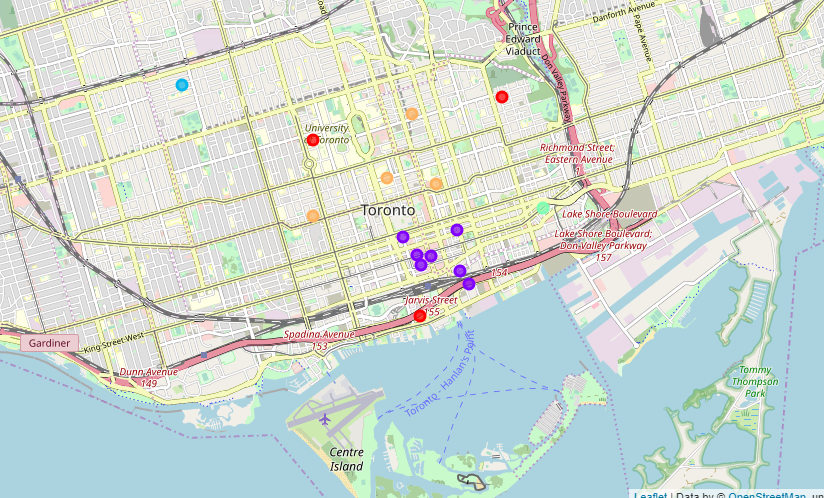 Danforth Avenue
Prince
Edward
Viaduct
Pape Avenue
Don Valley Parkway
University
of Toronto
Richmond Street;
Eastern Avenue
Toronto
Lake Shore Boulevard
Lake Shore Boulevard;
Don Valley Parkway
157
154
Jarvis Street
155
Spadina Avenue
153
Gardiner
King Street West
Dunn Avenue
149
Toronto - Hanlan's Point
Tommy
Thompson
Park
Centre
Island
Leaflet | Data by © OpenStreetMap, un